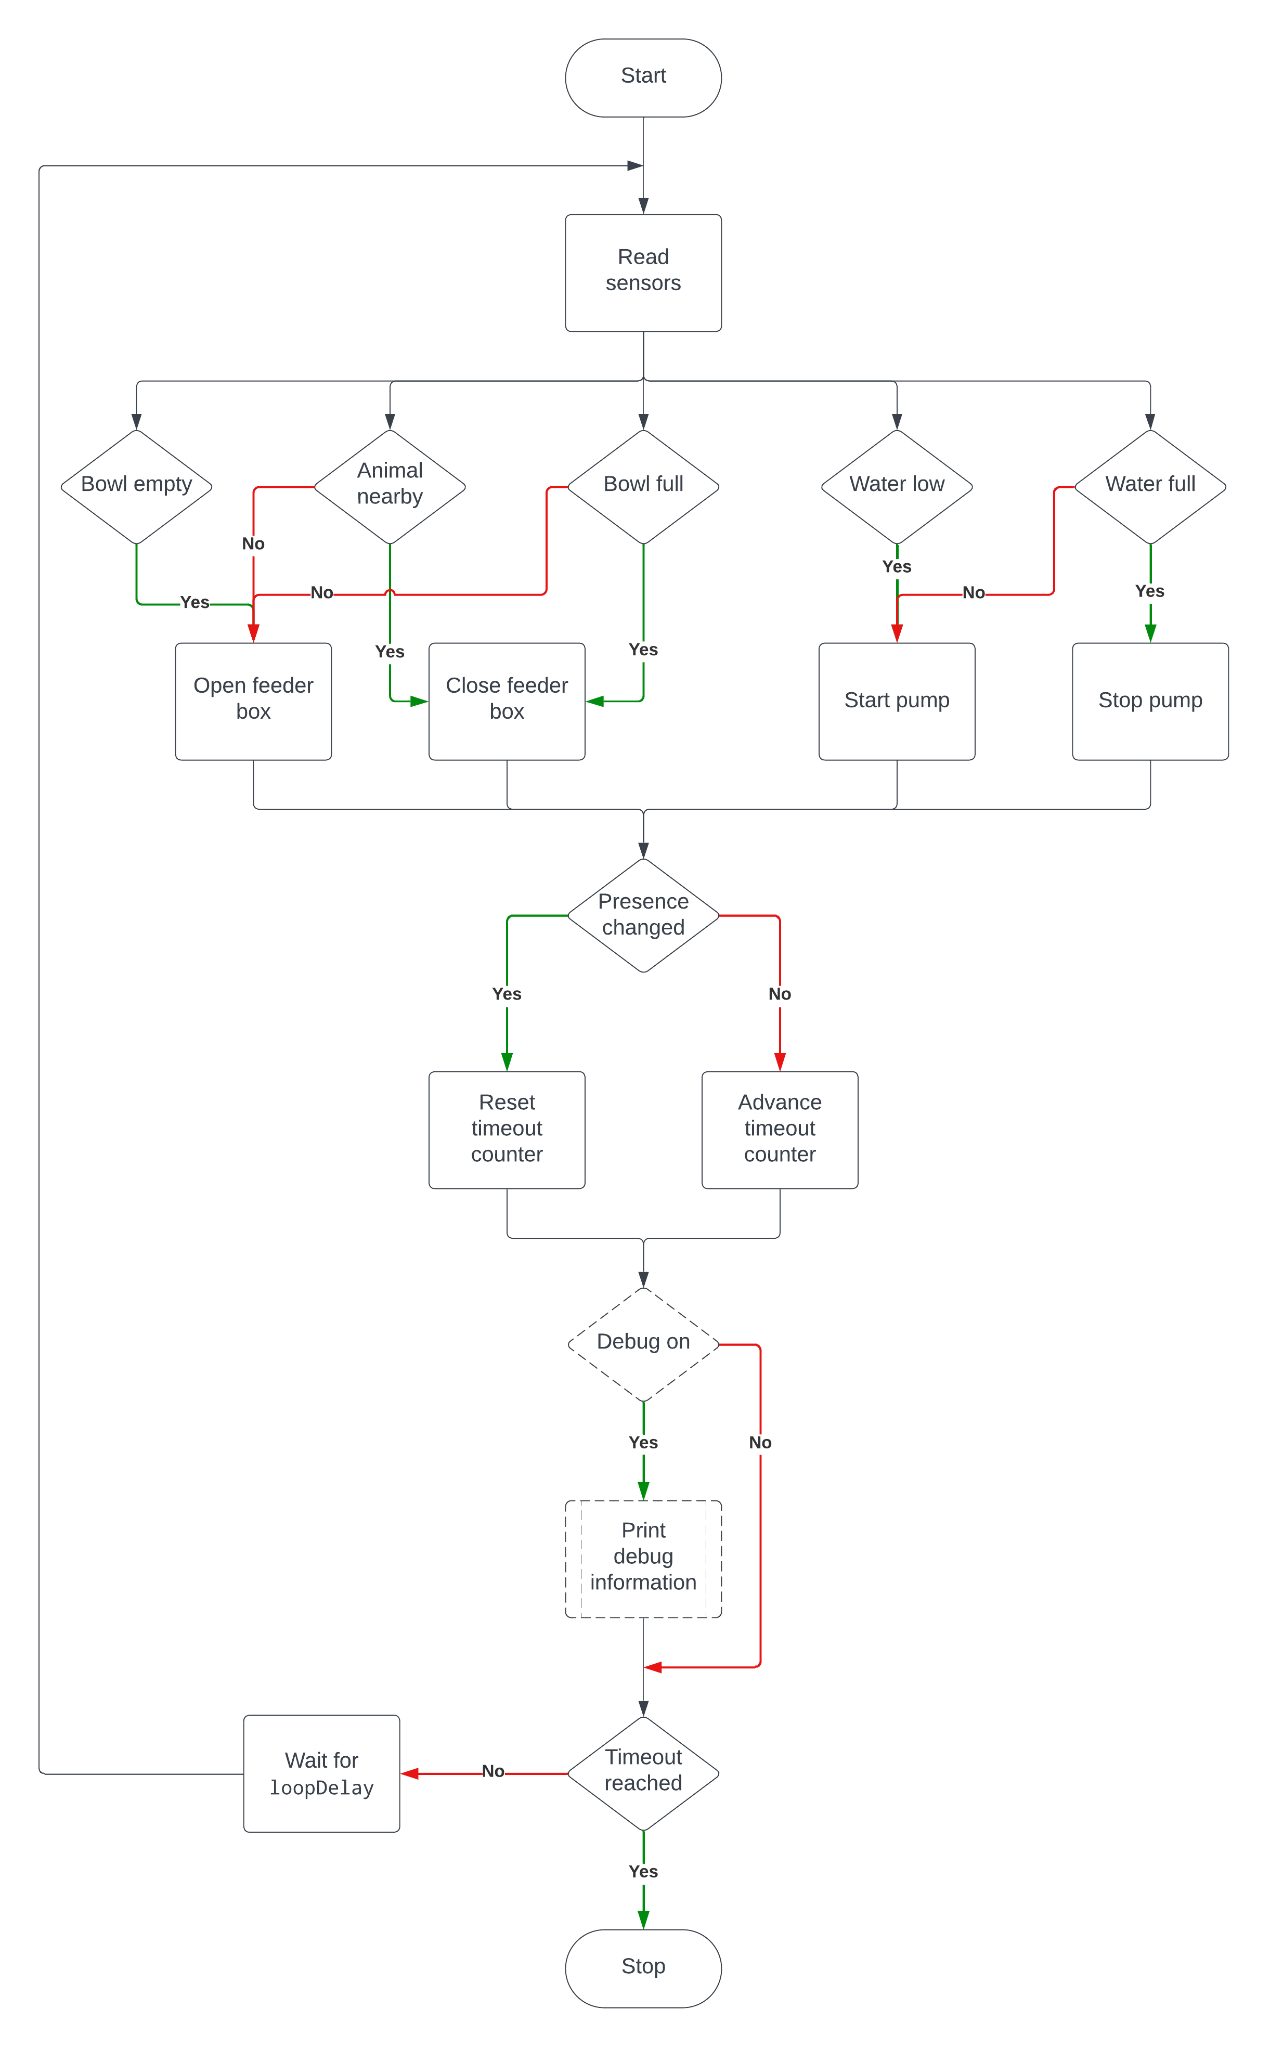 Start
Read
sensors
Bowl empty
Animal
nearby
Bowl full
Water low
Water full
No
Yes
Yes
No
No
Yes
Yes
Yes
Yes
Open feeder
box
Close feeder
box
Start pump
Stop pump
Presence
changed
Yes
No
Reset
timeout
counter
Advance
timeout
counter
Debug on
Yes
No
Print
debug
information
Wait for
loopDelay
No
Timeout
reached
Yes
Stop